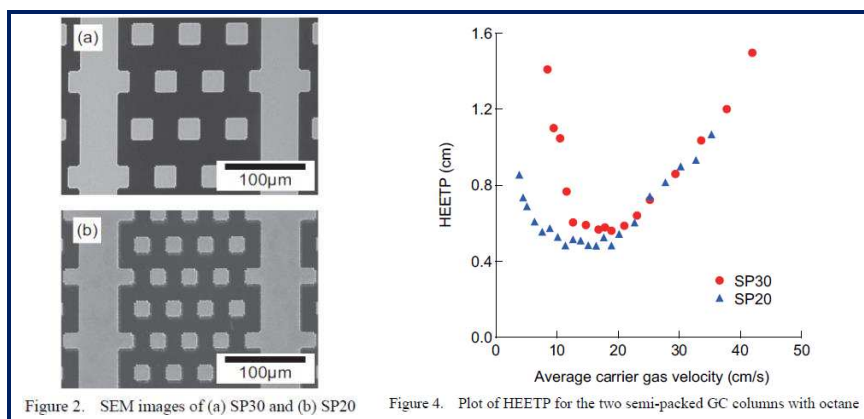 (a)
100µm
(b)
100µm
Figure 2. SEM images of (a) SP30 and (b) SP20
1.6
1.2
0.8
0.4
0.0
HEETP (cm)
0 10 20 30 40 50
Average carrier gas velocity (cm/s)
SP30
SP20
Figure 4. Plot of HEETP for the two semi-packed GC columns with octane